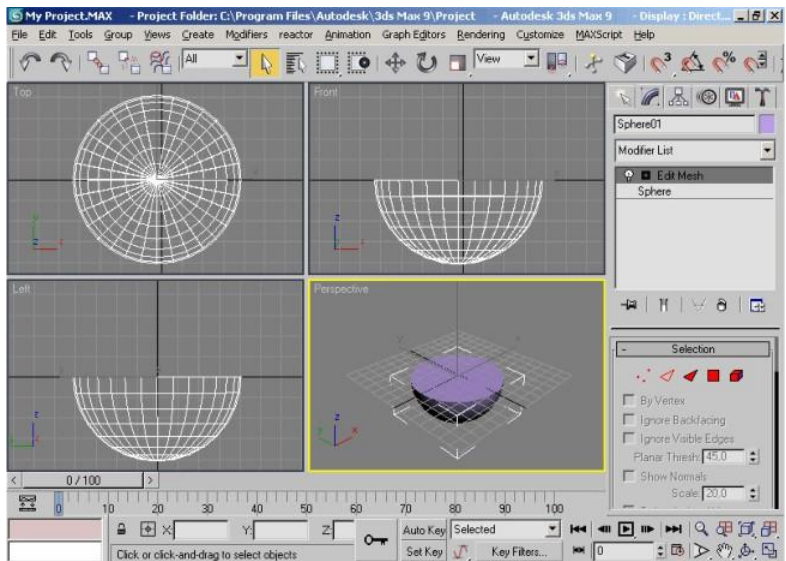 My Project.MAX - Project Folder: C:\Program Files\Autodesk\3ds Max 9\Project - Autodesk 3ds Max 9 - Display : Direct...
File Edit Tools Group Views Create Modifiers reactor Animation Graph Editors Rendering Customize MAXScript Help
All View 3
Top
Front
Left
Perspective
Sphere01
Modifier List
Edit Mesh
Sphere
- Selection
By Vertex
Ignore Backfacing
Ignore Visible Edges
Planar Thresh: 45,0
Show Normals
Scale: 20,0
< 0 / 100 >
0 10 20 30 40 50 60 70 80 90 100
X: Y: Z: Auto Key Selected
Click or click-and-drag to select objects Set Key Key Filters... 0